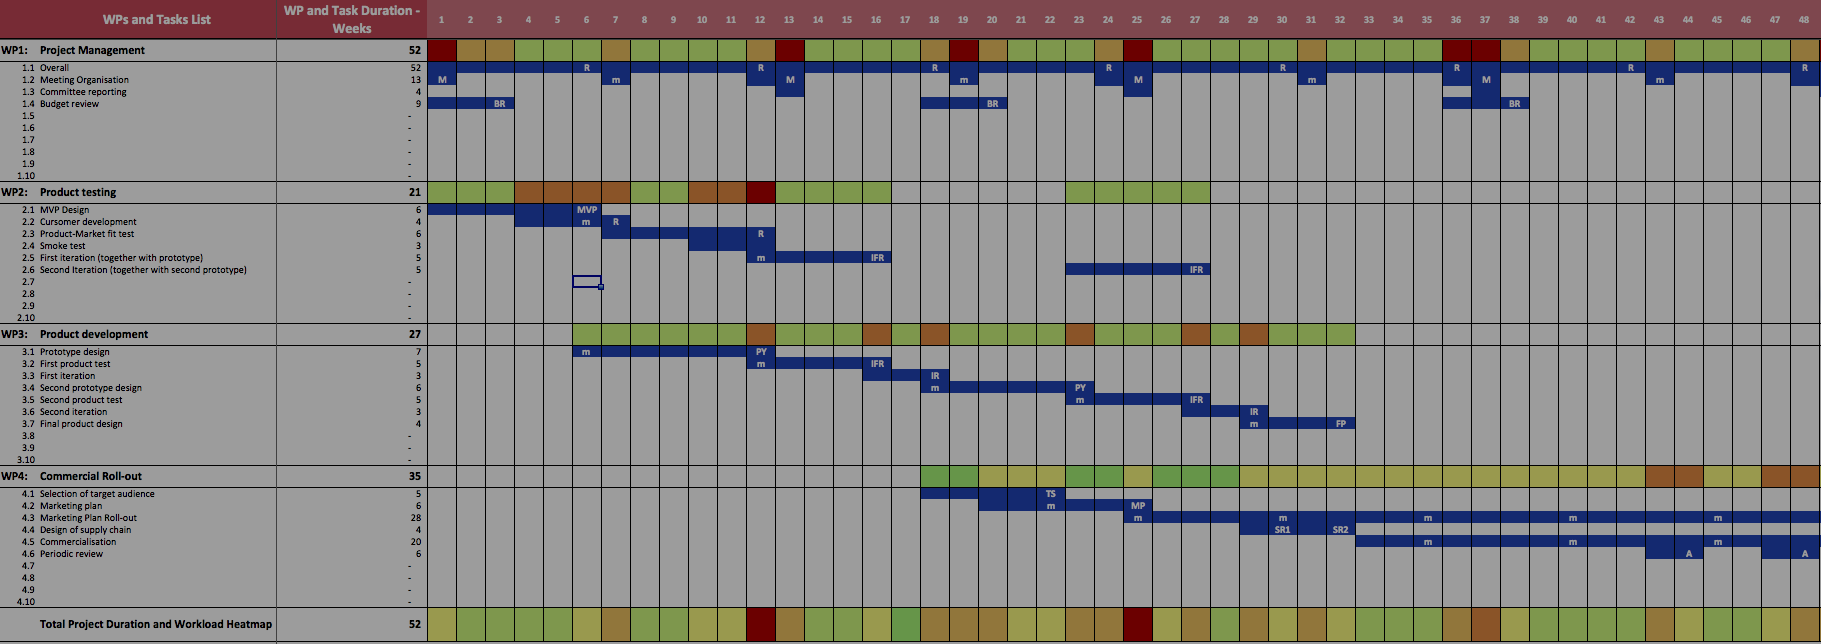 WPs and Tasks List WP and Task Duration - Weeks 1 2 3 4 5 6 7 8 9 10 11 12 13 14 15 16 17 18 19 20 21 22 23 24 25 26 27 28 29 30 31 32 33 34 35 36 37 38 39 40 41 42 43 44 45 46 47 48
WP1: Project Management 52
1.1 Overall 52 R R R R R R R R
1.2 Meeting Organisation 13 M m M m M m M m
1.3 Committee reporting 4
1.4 Budget review 9 BR BR BR
1.5 -
1.6 -
1.7 -
1.8 -
1.9 -
1.10 -
WP2: Product testing 21
2.1 MVP Design 6 MVP
2.2 Cursomer development 4 m R
2.3 Product-Market fit test 6 R
2.4 Smoke test 3
2.5 First iteration (together with prototype) 5 m IFR
2.6 Second Iteration (together with second prototype) 5 IFR
2.7 -
2.8 -
2.9 -
2.10 -
WP3: Product development 27
3.1 Prototype design 7 m PY
3.2 First product test 5 m IFR
3.3 First iteration 3 IR
3.4 Second prototype design 6 m PY
3.5 Second product test 5 m IFR
3.6 Second iteration 3 IR
3.7 Final product design 4 m FP
3.8 -
3.9 -
3.10 -
WP4: Commercial Roll-out 35
4.1 Selection of target audience 5 TS
4.2 Marketing plan 6 m MP
4.3 Marketing Plan Roll-out 28 m m m m m
4.4 Design of supply chain 4 SR1 SR2
4.5 Commercialisation 20 m m m
4.6 Periodic review 6 A A
4.7 -
4.8 -
4.9 -
4.10 -
Total Project Duration and Workload Heatmap 52